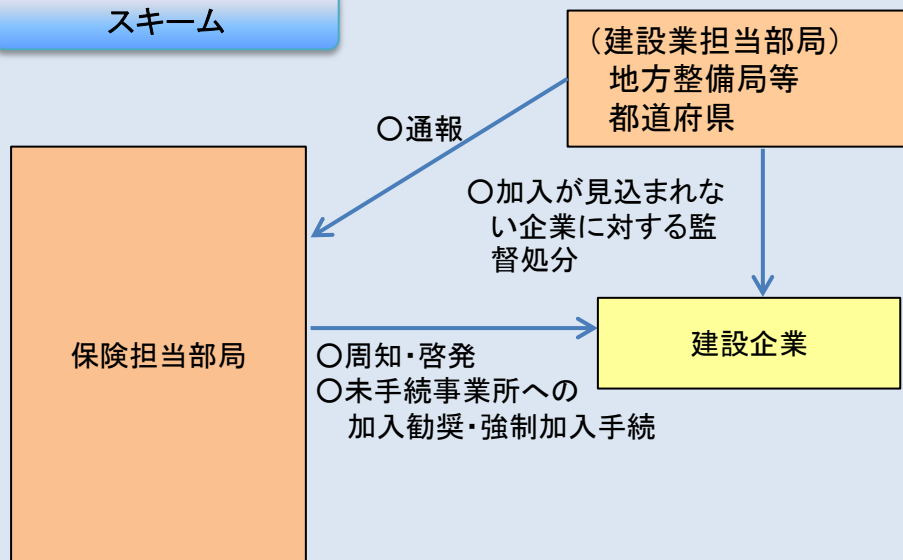 スキーム
（建設業担当部局）
地方整備局等
都道府県
○通報
○加入が見込まれな
い企業に対する監
督処分
保険担当部局
建設企業
○周知・啓発
○未手続事業所への
加入勧奨・強制加入手続